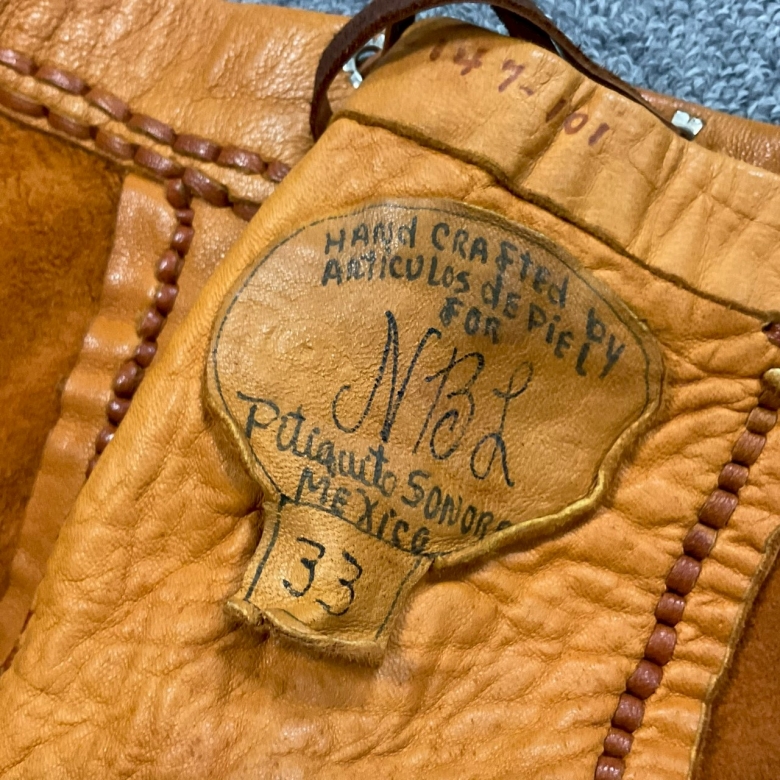 147-101
HANd CRAFtEd by
ARTICULOS dE PIEL y
FOR
NBL
Pitiquito SONORA
MEXICO
33